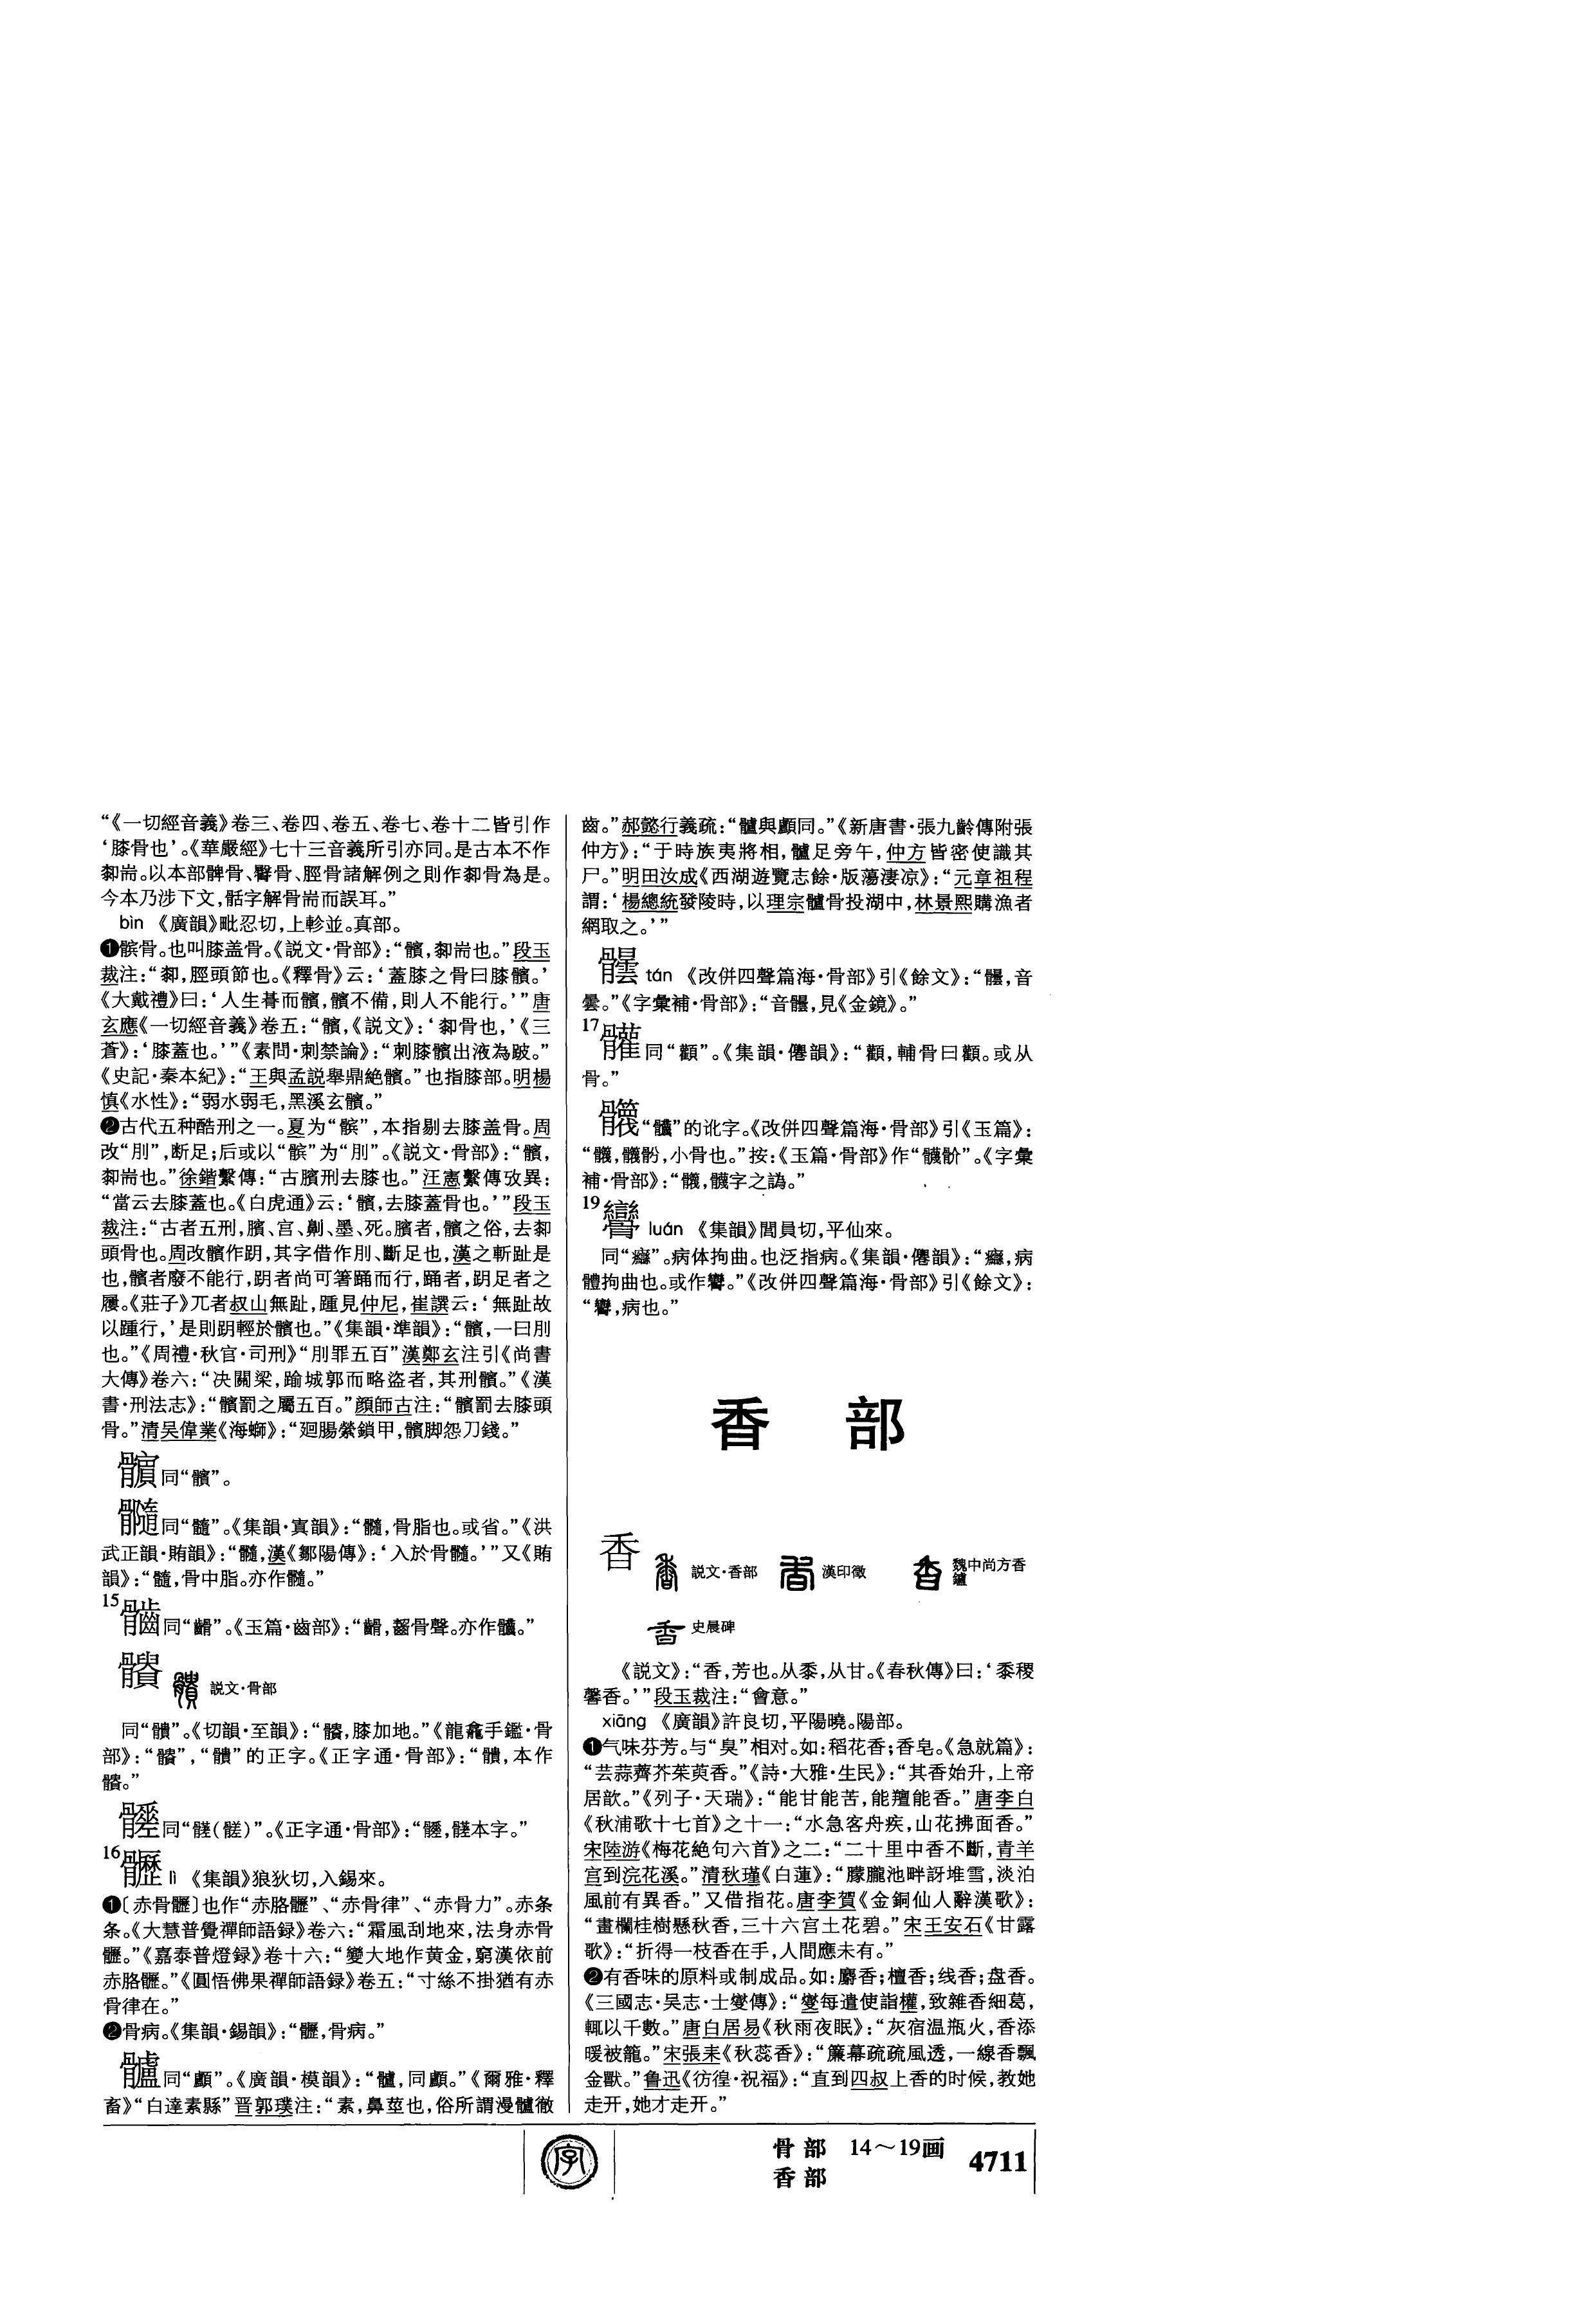 “《一切經音義》卷三、卷四、卷五、卷七、卷十二皆引作
‘膝骨也’。《華嚴經》七十三音義所引亦同。是古本不作
厀耑。以本部髀骨、臀骨、脛骨諸解例之則作厀骨為是。
今本乃涉下文，骺字解骨耑而誤耳。”
bìn 《廣韻》毗忍切，上軫並。真部。
❶髌骨。也叫膝盖骨。《説文·骨部》：“髕，厀耑也。”段玉
裁注：“厀，脛頭節也。《釋骨》云：‘蓋膝之骨曰膝髕。’
《大戴禮》曰：‘人生朞而髕，髕不備，則人不能行。’”唐
玄應《一切經音義》卷五：“髕，《説文》：‘厀骨也，’《三
蒼》：‘膝蓋也。’”《素問·刺禁論》：“刺膝髕出液為跛。”
《史記·秦本紀》：“王與孟説舉鼎絶髕。”也指膝部。明楊
慎《水性》：“弱水弱毛，黑溪玄髕。”
❷古代五种酷刑之一。夏为“髌”，本指剔去膝盖骨。周
改“刖”，断足；后或以“髌”为“刖”。《説文·骨部》：“髕，
厀耑也。”徐鍇繫傳：“古臏刑去膝也。”汪憲繫傳攷異：
“當云去膝蓋也。《白虎通》云：‘髕，去膝蓋骨也。’”段玉
裁注：“古者五刑，臏、宫、劓、墨、死。臏者，髕之俗，去厀
頭骨也。周改髕作跀，其字借作刖、斷足也，漢之斬趾是
也，髕者廢不能行，跀者尚可箸踊而行，踊者，跀足者之
屨。《莊子》兀者叔山無趾，踵見仲尼，崔譔云：‘無趾故
以踵行，’是則跀輕於髕也。”《集韻·準韻》：“髕，一曰刖
也。”《周禮·秋官·司刑》“刖罪五百”漢鄭玄注引《尚書
大傳》卷六：“决關梁，踰城郭而略盜者，其刑髕。”《漢
書·刑法志》：“髕罰之屬五百。”顔師古注：“髕罰去膝頭
骨。”清吴偉業《海螄》：“廻腸縈鎖甲，髕脚怨刀錢。”
同“髕”。
同“髓”。《集韻·寘韻》：“髓，骨脂也。或省。”《洪
武正韻·賄韻》：“髓，漢《鄒陽傳》：‘入於骨髓。’”又《賄
韻》：“髓，骨中脂。亦作髓。”
15
同“䶝”。《玉篇·齒部》：“䶝，齧骨聲。亦作。”
説文·骨部
同“䯣”。《切韻·至韻》：“，膝加地。”《龍龕手鑑·骨
部》：“”，“䯣”的正字。《正字通·骨部》：“䯣，本作
。”
同“（髊）”。《正字通·骨部》：“，本字。”
16
lì 《集韻》狼狄切，入錫來。
❶〔赤骨〕也作“赤胳”、“赤骨律”、“赤骨力”。赤条
条。《大慧普覺禪師語録》卷六：“霜風刮地來，法身赤骨
。”《嘉泰普燈録》卷十六：“變大地作黄金，窮漢依前
赤胳。”《圓悟佛果禪師語録》卷五：“寸絲不掛猶有赤
骨律在。”
❷骨病。《集韻·錫韻》：“，骨病。”
髗同“顱”。《廣韻·模韻》：“髗，同顱。”《爾雅·釋
畜》“白達素縣”晋郭璞注：“素，鼻莖也，俗所謂漫髗徹
齒。”郝懿行義疏：“髗與顱同。”《新唐書·張九齡傳附張
仲方》：“于時族夷將相，髗足旁午，仲方皆密使識其
尸。”明田汝成《西湖遊覽志餘·版蕩淒凉》：“元章祖程
謂：‘楊總統發陵時，以理宗髗骨投湖中，林景熙購漁者
網取之。’”
tán 《改併四聲篇海·骨部》引《餘文》：“，音
曇。”《字彙補·骨部》：“音，見《金鏡》。”
17
同“顴”。《集韻·僊韻》：“顴，輔骨曰顴。或从
骨。”
“”的讹字。《改併四聲篇海·骨部》引《玉篇》：
“，，小骨也。”按：《玉篇·骨部》作“”。《字彙
補·骨部》：“，字之譌。”
19
luán 《集韻》閭員切，平仙來。
同“癴”。病体拘曲。也泛指病。《集韻·僊韻》：“癴，病
體拘曲也。或作。”《改併四聲篇海·骨部》引《餘文》：
“，病也。”
香 部
香 説文·香部 漢印徵 魏中尚方香鑪
史晨碑
《説文》：“香，芳也。从黍，从甘。《春秋傳》曰：‘黍稷
馨香。’”段玉裁注：“會意。”
xiāng 《廣韻》許良切，平陽曉。陽部。
❶气味芬芳。与“臭”相对。如：稻花香；香皂。《急就篇》：
“芸蒜薺芥茱萸香。”《詩·大雅·生民》：“其香始升，上帝
居歆。”《列子·天瑞》：“能甘能苦，能羶能香。”唐李白
《秋浦歌十七首》之十一：“水急客舟疾，山花拂面香。”
宋陸游《梅花絶句六首》之二：“二十里中香不斷，青羊
宫到浣花溪。”清秋瑾《白蓮》：“朦朧池畔訝堆雪，淡泊
風前有異香。”又借指花。唐李賀《金銅仙人辭漢歌》：
“畫欄桂樹懸秋香，三十六宫土花碧。”宋王安石《甘露
歌》：“折得一枝香在手，人間應未有。”
❷有香味的原料或制成品。如：麝香；檀香；线香；盘香。
《三國志·吴志·士燮傳》：“燮每遣使詣權，致雜香細葛，
輒以千數。”唐白居易《秋雨夜眠》：“灰宿温瓶火，香添
暖被籠。”宋張耒《秋蕊香》：“簾幕疏疏風透，一線香飄
金獸。”鲁迅《彷徨·祝福》：“直到四叔上香的时候，教她
走开，她才走开。”
字
骨部 14～19画 4711
香部